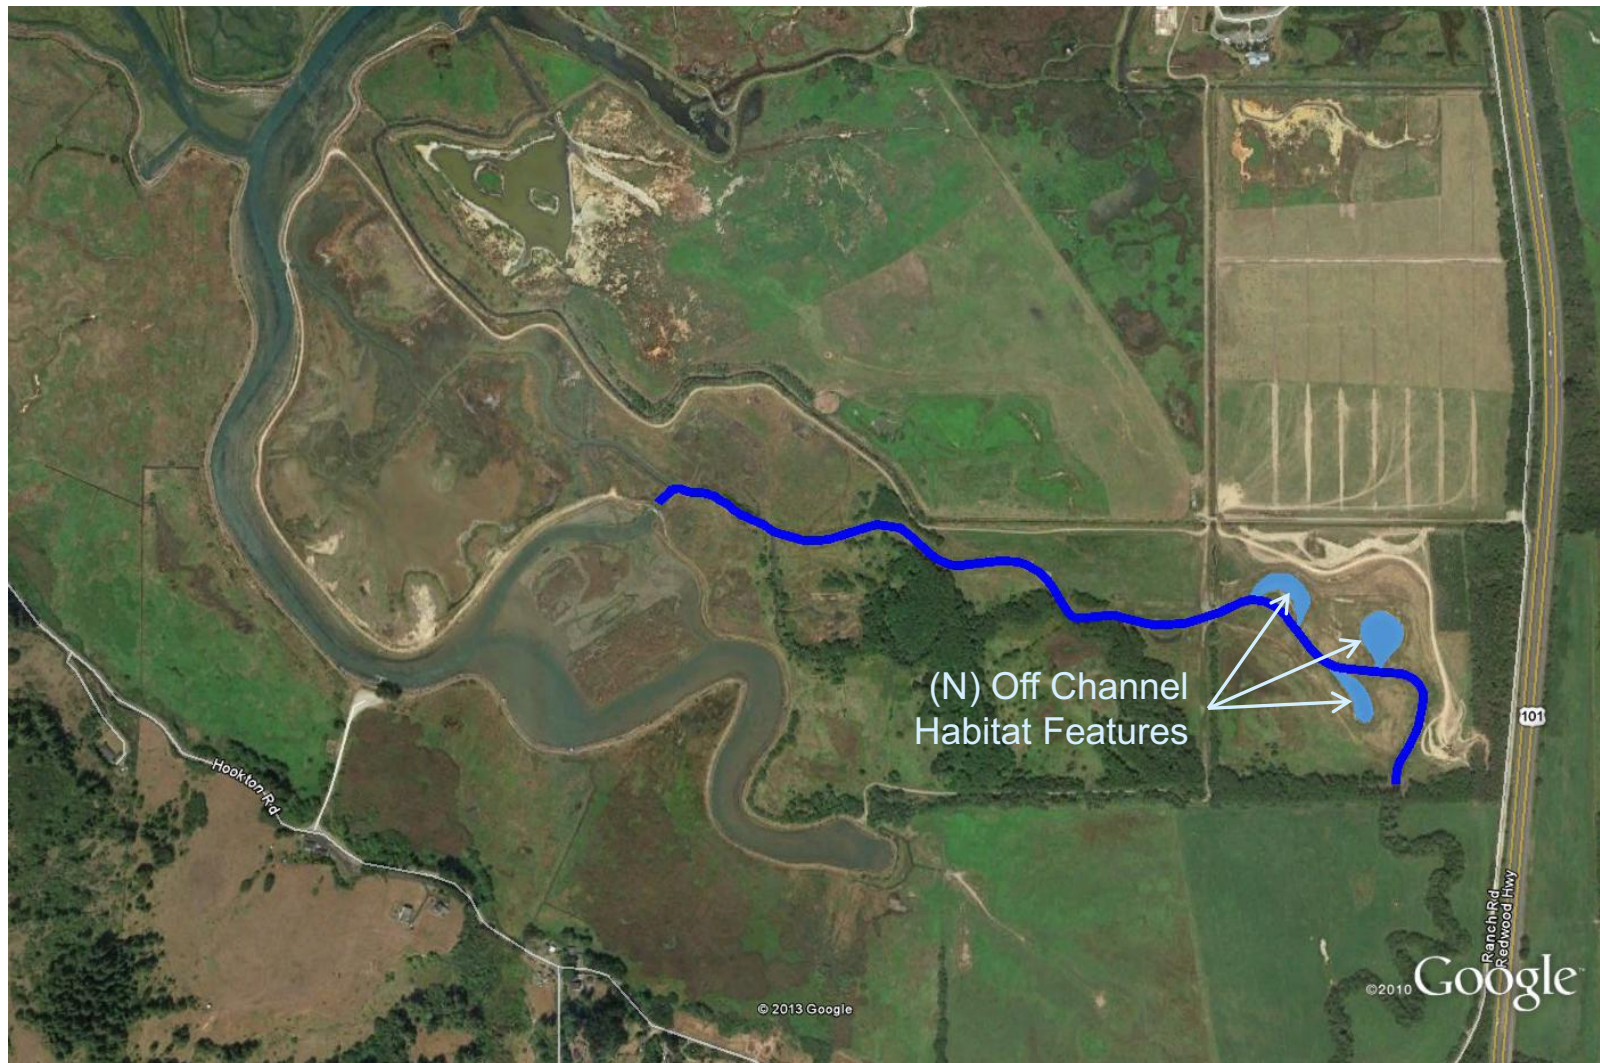 (N) Off Channel
Habitat Features
101
Hookton Rd
Ranch Rd
Redwood Hwy
©2010 Google
© 2013 Google